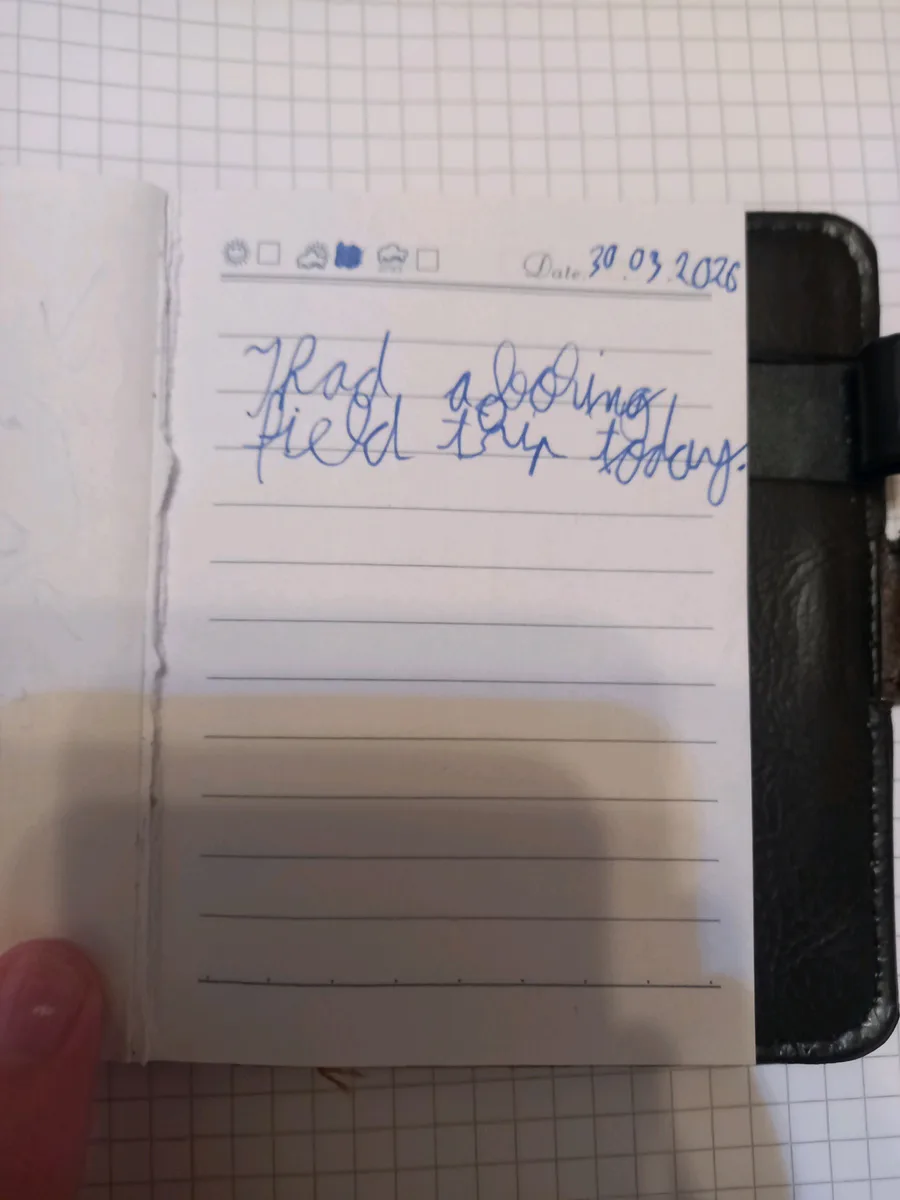 Date. 30.03.2026
I had a boring
field trip today.